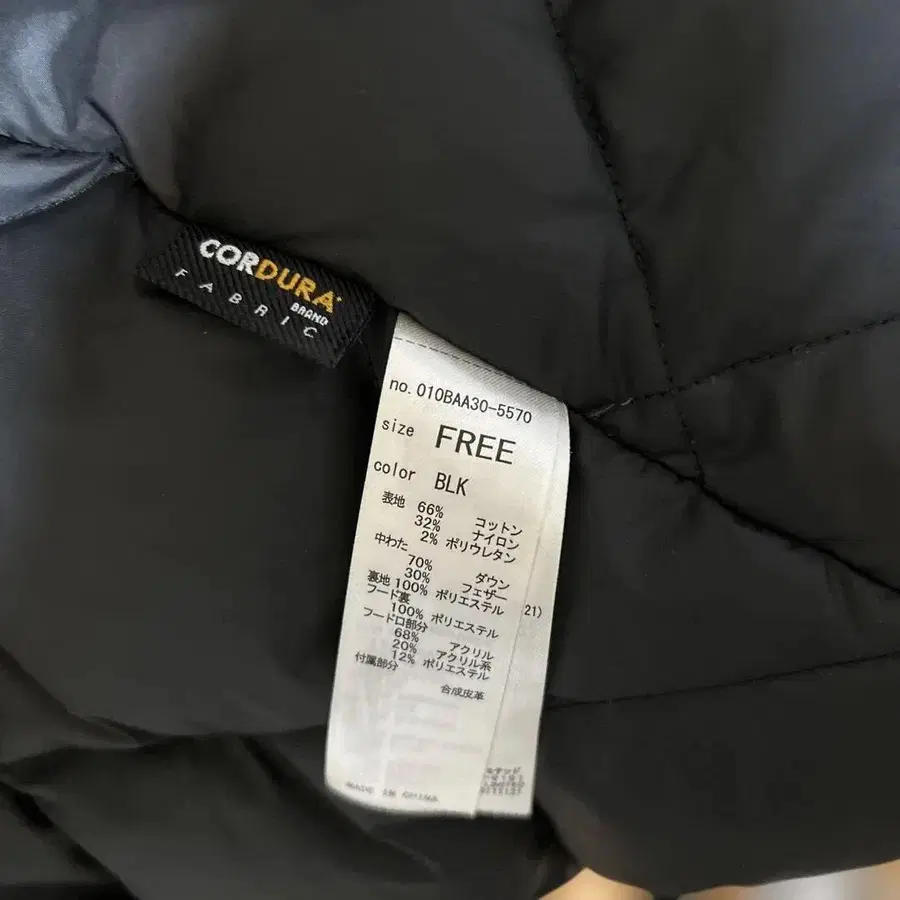 CORDURA
BRAND
FABRIC
no. 010BAA30-5570
size FREE
color BLK
表地 66% コットン
32% ナイロン
2% ポリウレタン
中わた
70% ダウン
30% フェザー
裏地 100% ポリエステル
21)
フード裏
100% ポリエステル
フード口部分
68% アクリル
20% アクリル系
12% ポリエステル
付属部分
合成皮革
MADE IN CHINA